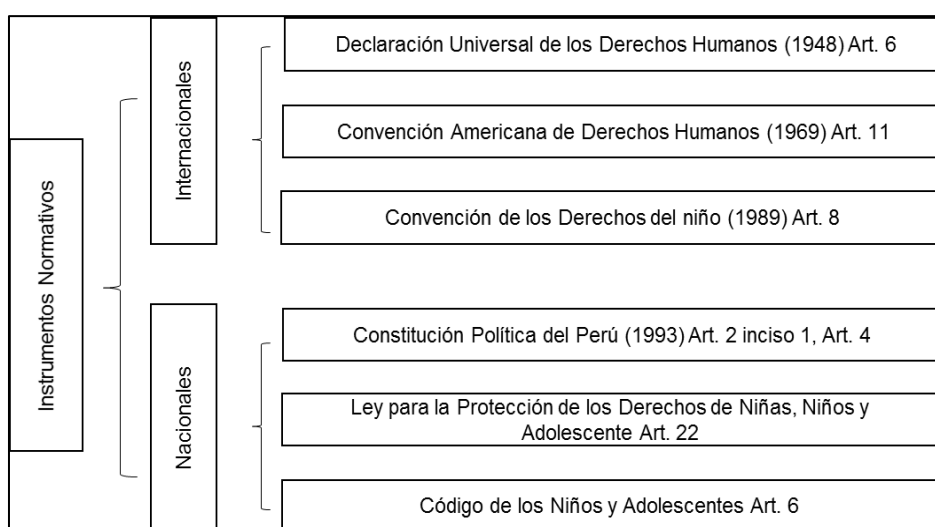 Instrumentos Normativos
Internacionales
Declaración Universal de los Derechos Humanos (1948) Art. 6
Convención Americana de Derechos Humanos (1969) Art. 11
Convención de los Derechos del niño (1989) Art. 8
Nacionales
Constitución Política del Perú (1993) Art. 2 inciso 1, Art. 4
Ley para la Protección de los Derechos de Niñas, Niños y
Adolescente Art. 22
Código de los Niños y Adolescentes Art. 6